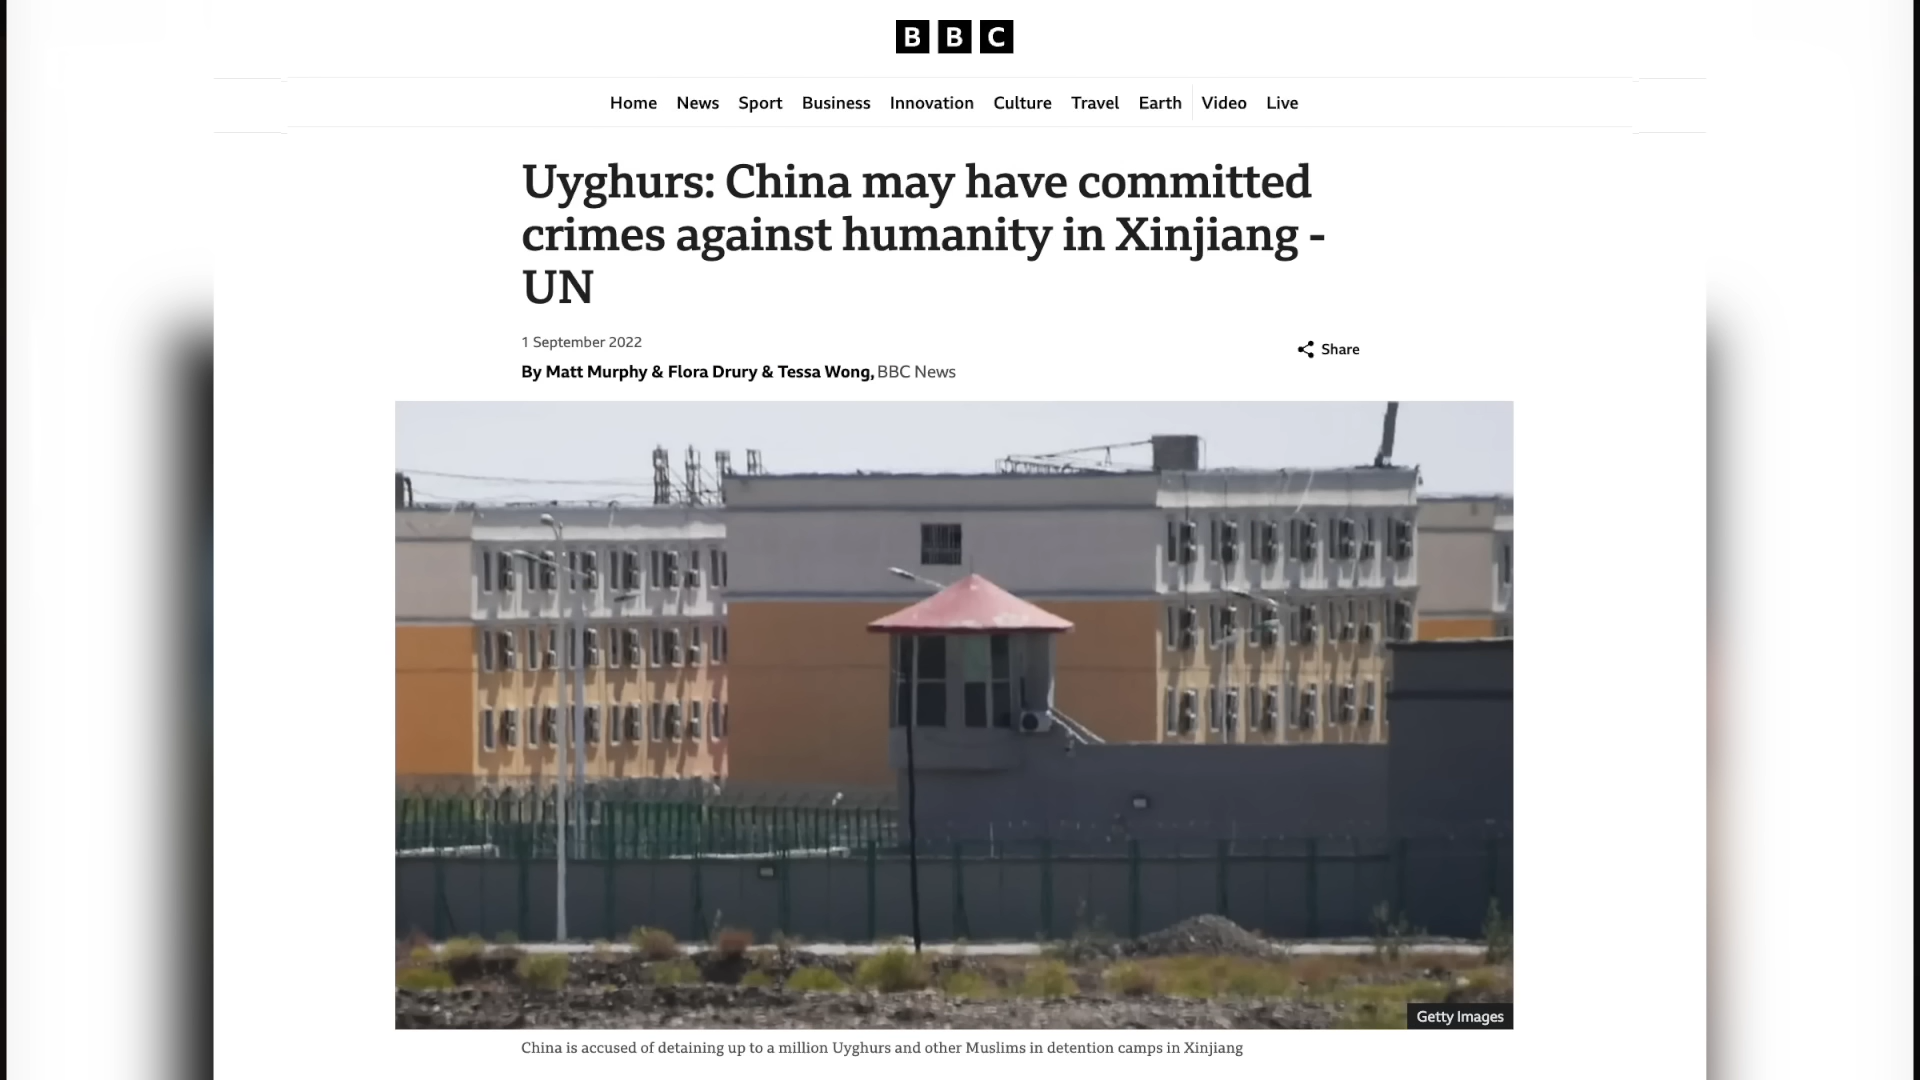 BBC
Home News Sport Business Innovation Culture Travel Earth Video Live
Uyghurs: China may have committed
crimes against humanity in Xinjiang -
UN
1 September 2022
Share
By Matt Murphy & Flora Drury & Tessa Wong, BBC News
Getty Images
China is accused of detaining up to a million Uyghurs and other Muslims in detention camps in Xinjiang